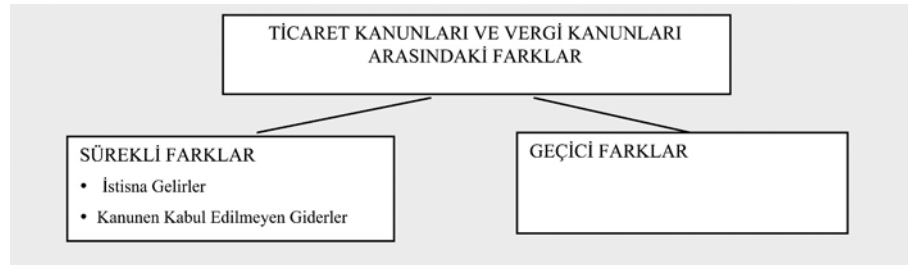 TİCARET KANUNLARI VE VERGİ KANUNLARI
ARASINDAKİ FARKLAR
SÜREKLİ FARKLAR
• İstisna Gelirler
• Kanunen Kabul Edilmeyen Giderler
GEÇİCİ FARKLAR